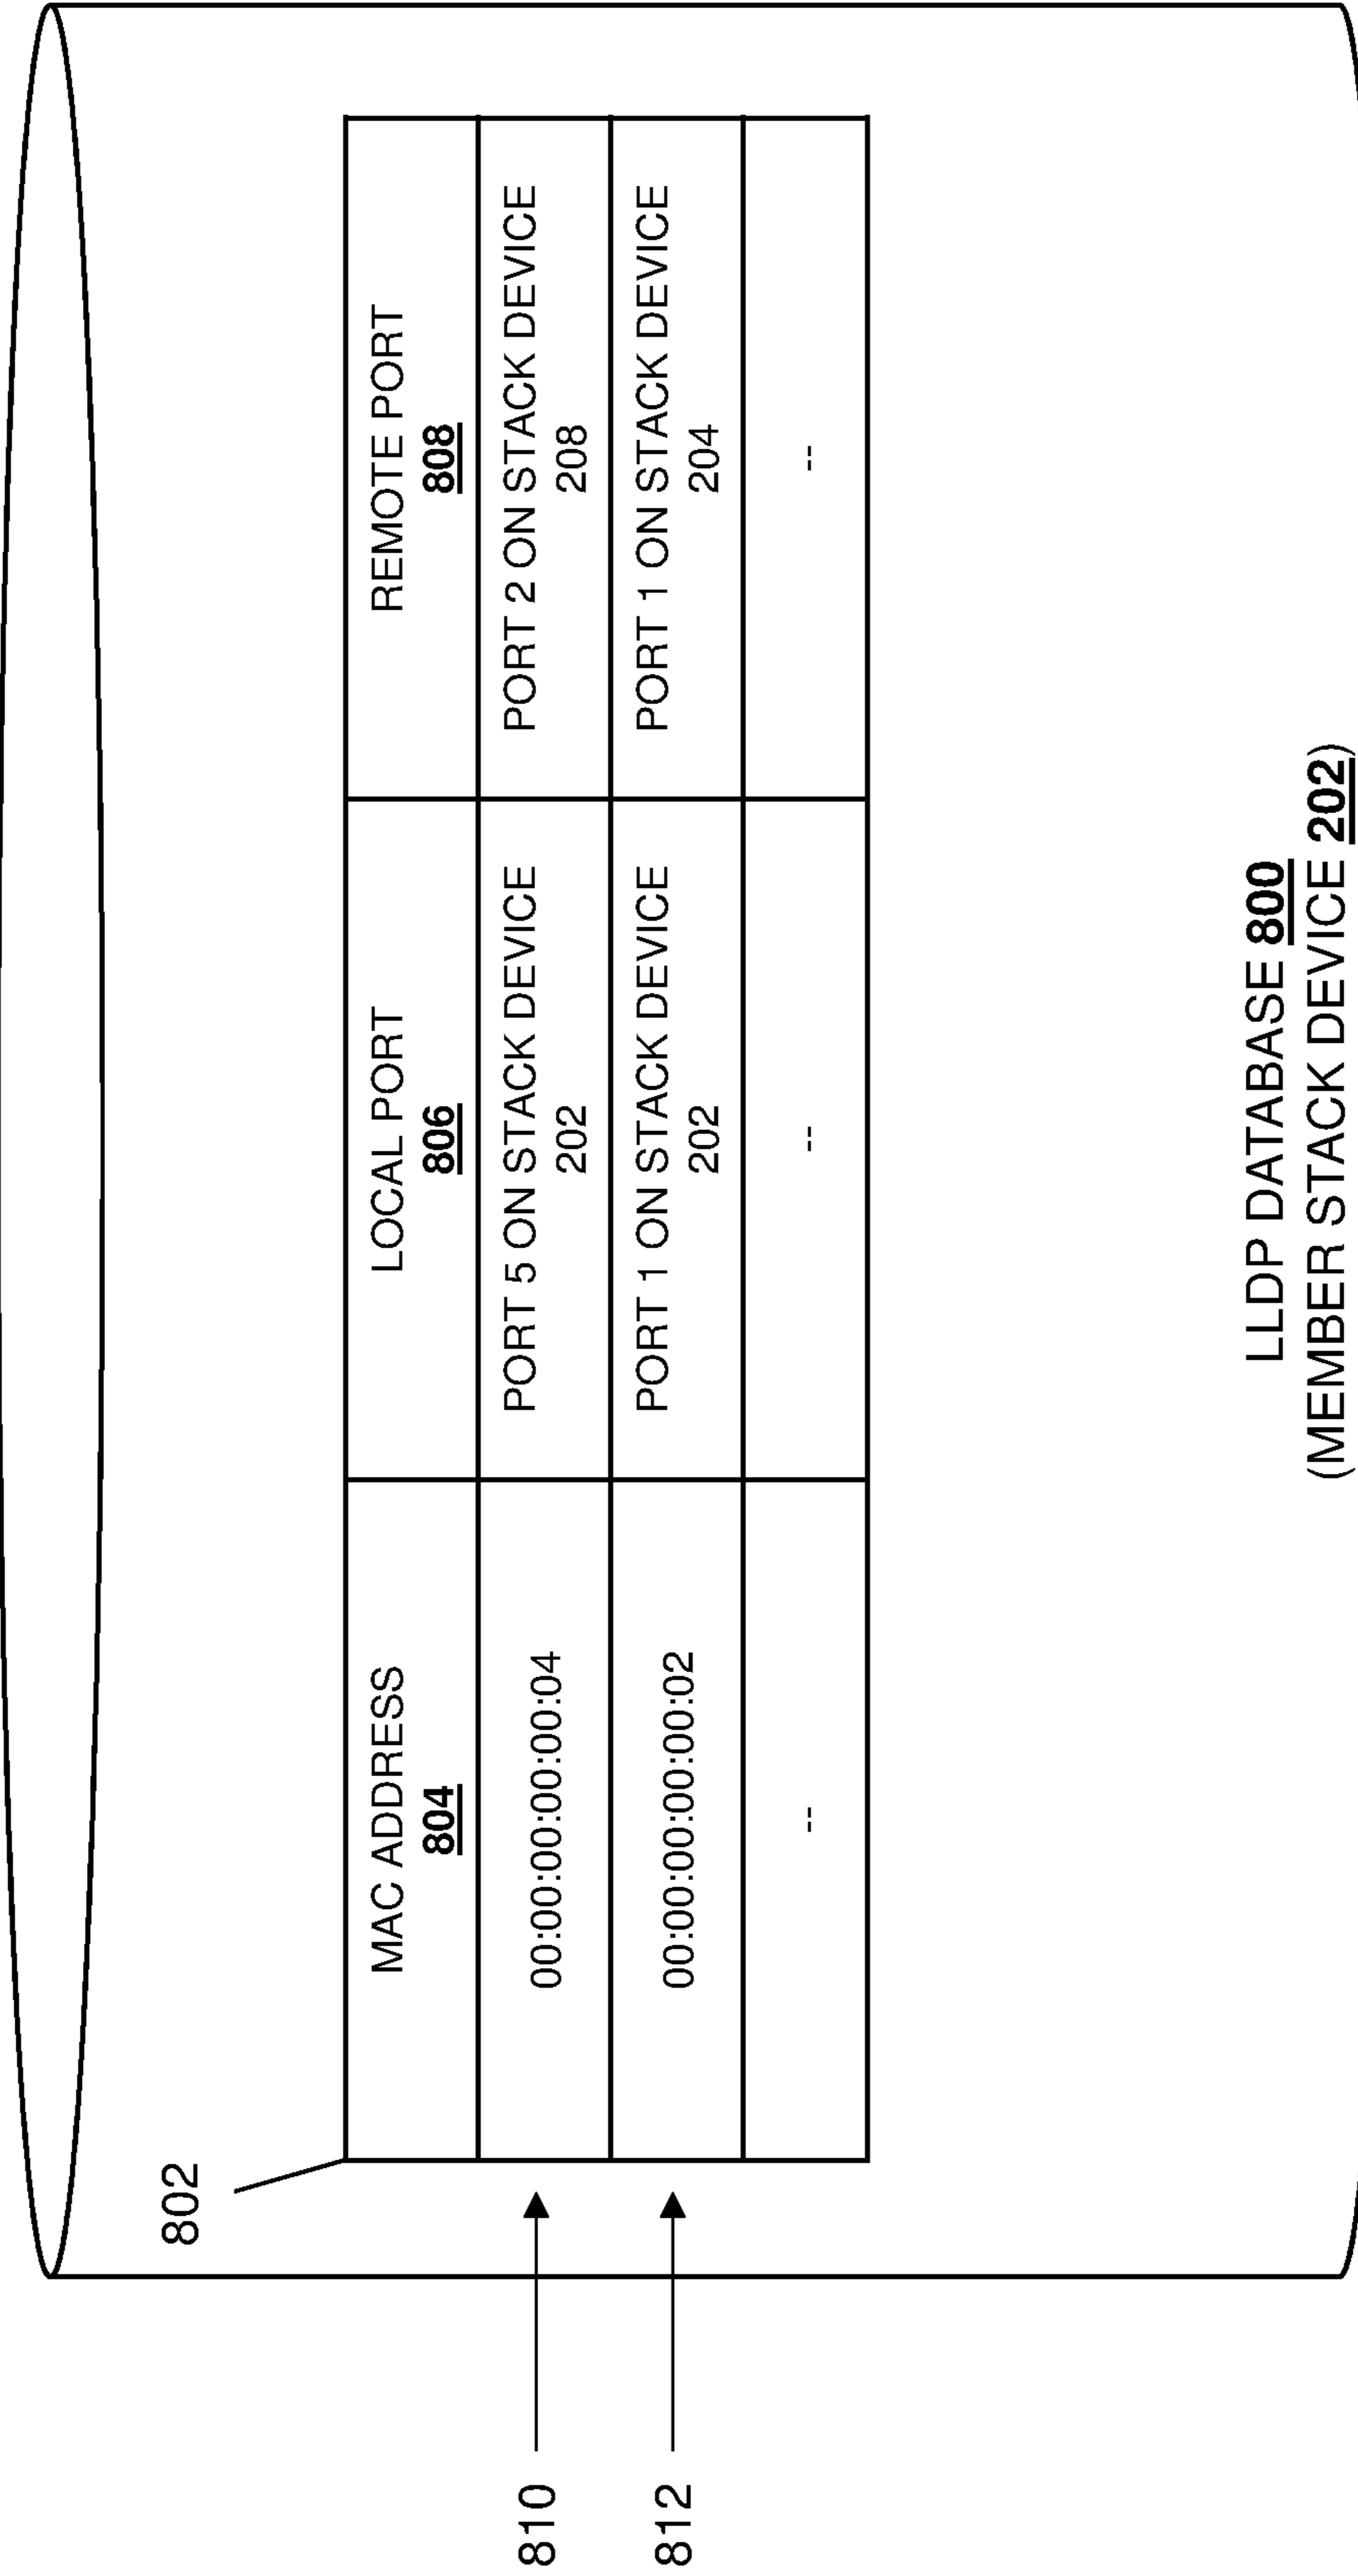 802
MAC ADDRESS
804
LOCAL PORT
806
REMOTE PORT
808
810
00:00:00:00:00:04
PORT 5 ON STACK DEVICE
202
PORT 2 ON STACK DEVICE
208
812
00:00:00:00:00:02
PORT 1 ON STACK DEVICE
202
PORT 1 ON STACK DEVICE
204
--
--
--
LLDP DATABASE 800
(MEMBER STACK DEVICE 202)